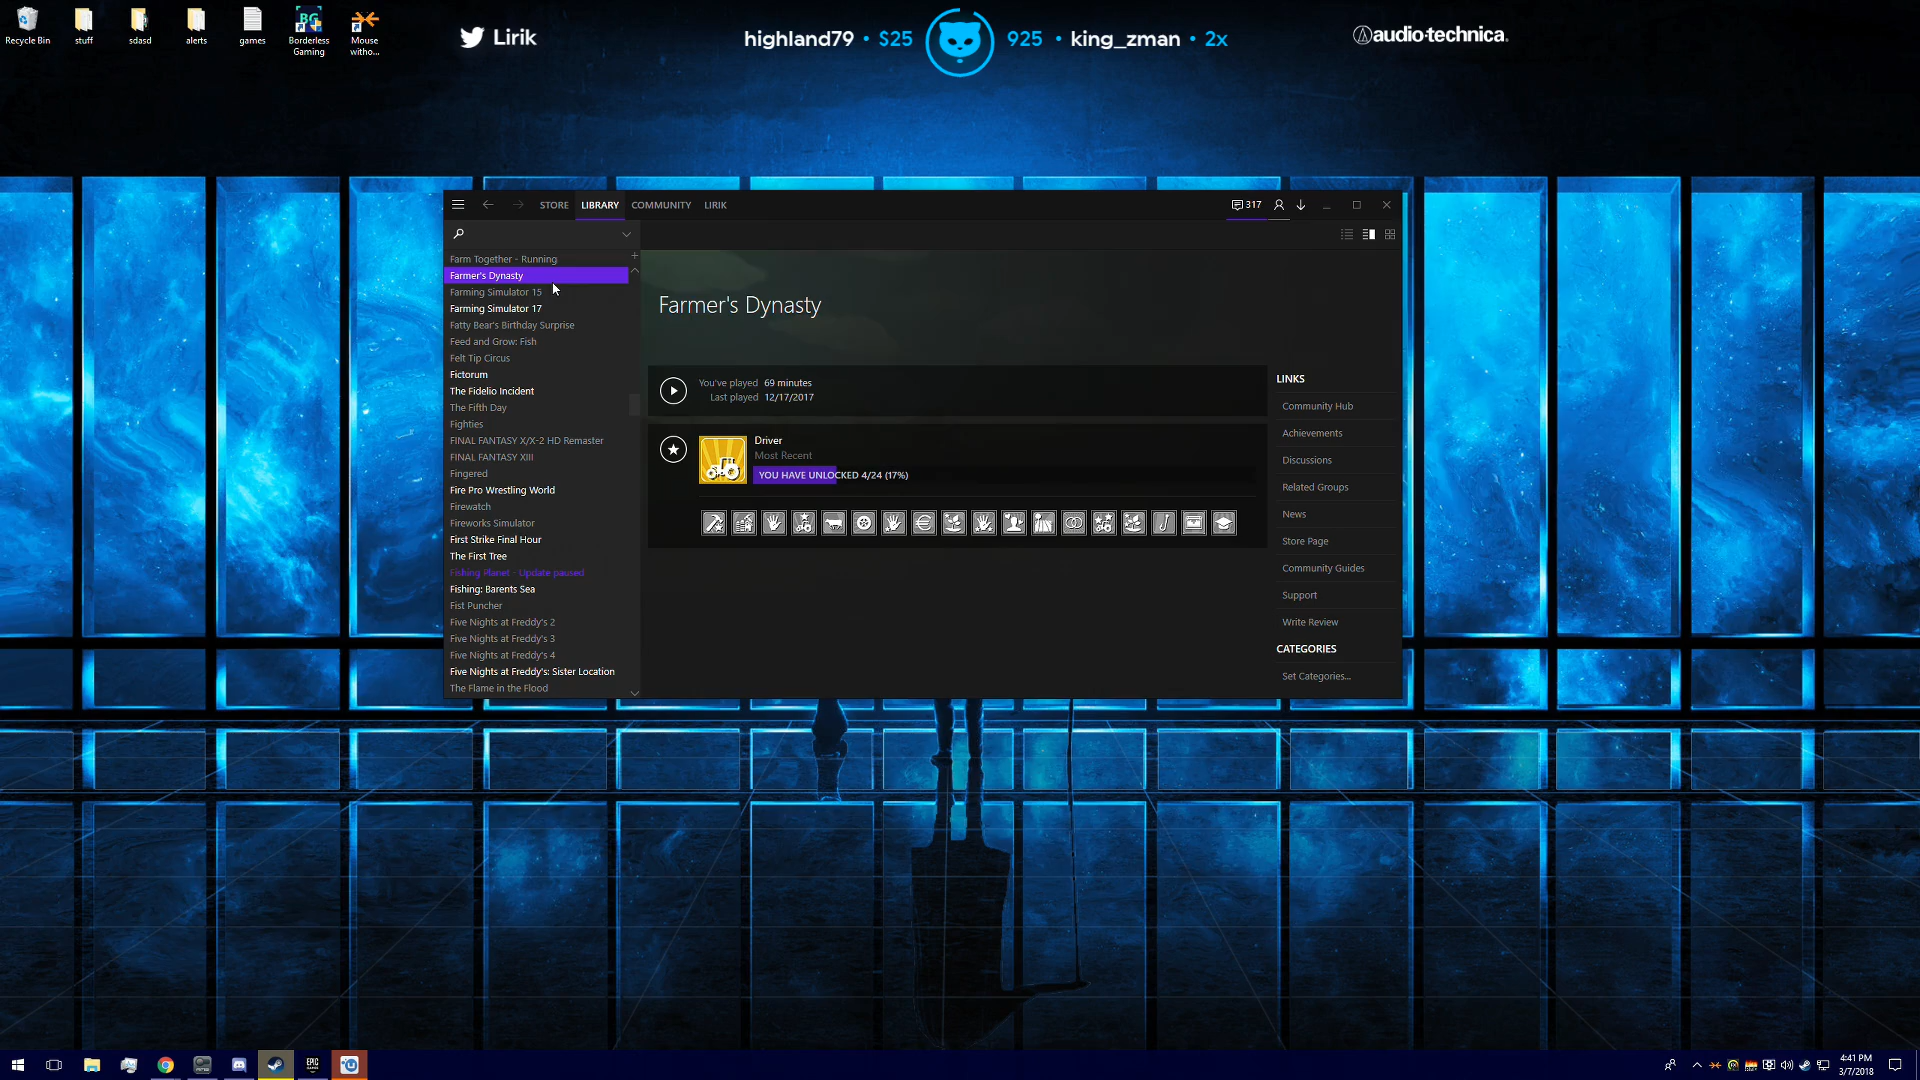 Recycle Bin
stuff
sdasd
alerts
games
Borderless
Gaming
Mouse
witho...
Lirik
highland79 • $25
925 • king_zman • 2x
audio-technica
STORE
LIBRARY
COMMUNITY
LIRIK
317
Farm Together - Running
Farmer's Dynasty
Farming Simulator 15
Farming Simulator 17
Fatty Bear's Birthday Surprise
Feed and Grow: Fish
Felt Tip Circus
Fictorum
The Fidelio Incident
The Fifth Day
Fighties
FINAL FANTASY X/X-2 HD Remaster
FINAL FANTASY XIII
Fingered
Fire Pro Wrestling World
Firewatch
Fireworks Simulator
First Strike Final Hour
The First Tree
Fishing Planet - Update paused
Fishing: Barents Sea
Fist Puncher
Five Nights at Freddy's 2
Five Nights at Freddy's 3
Five Nights at Freddy's 4
Five Nights at Freddy's: Sister Location
The Flame in the Flood
Farmer's Dynasty
You've played 69 minutes
Last played 12/17/2017
Driver
Most Recent
YOU HAVE UNLOCKED 4/24 (17%)
LINKS
Community Hub
Achievements
Discussions
Related Groups
News
Store Page
Community Guides
Support
Write Review
CATEGORIES
Set Categories...
EPIC
GAMES
4:41 PM
3/7/2018